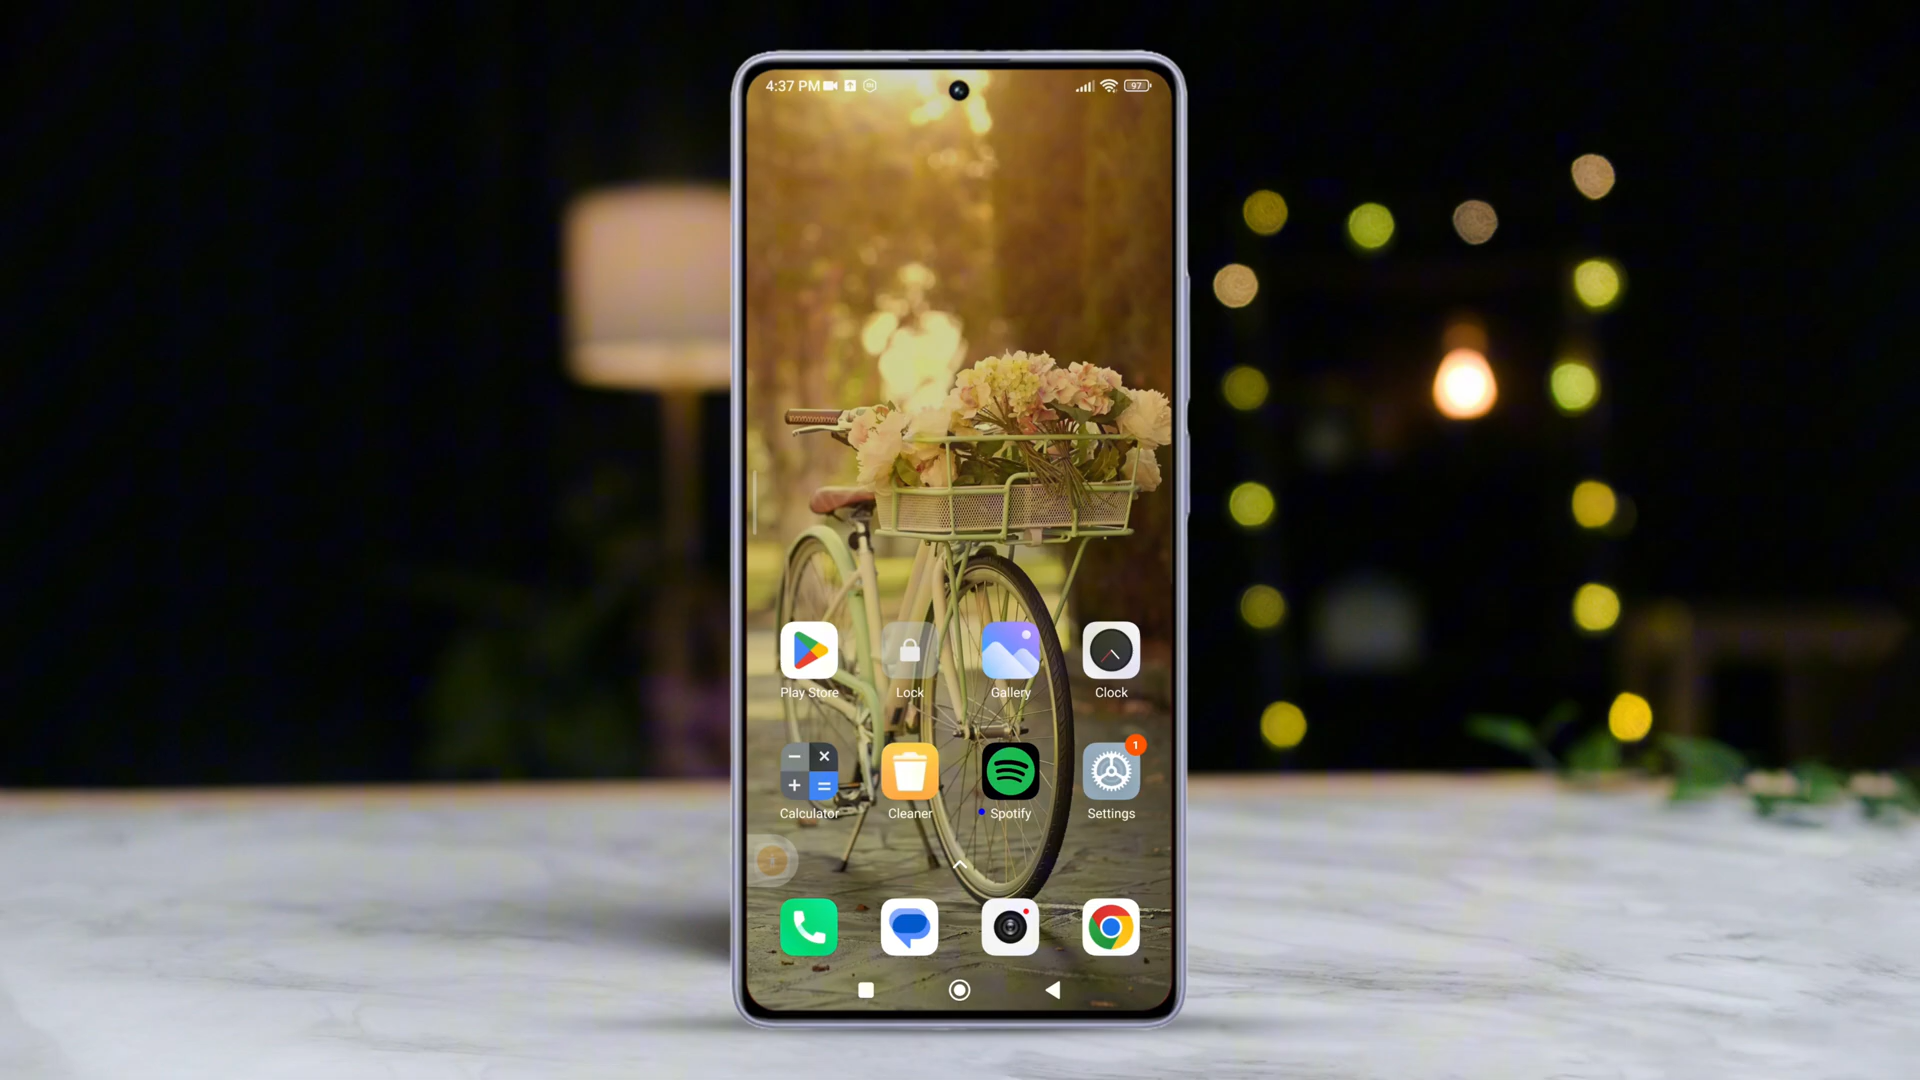 4:37 PM 97
Play Store Lock Gallery Clock
1
Calculator Cleaner Spotify Settings